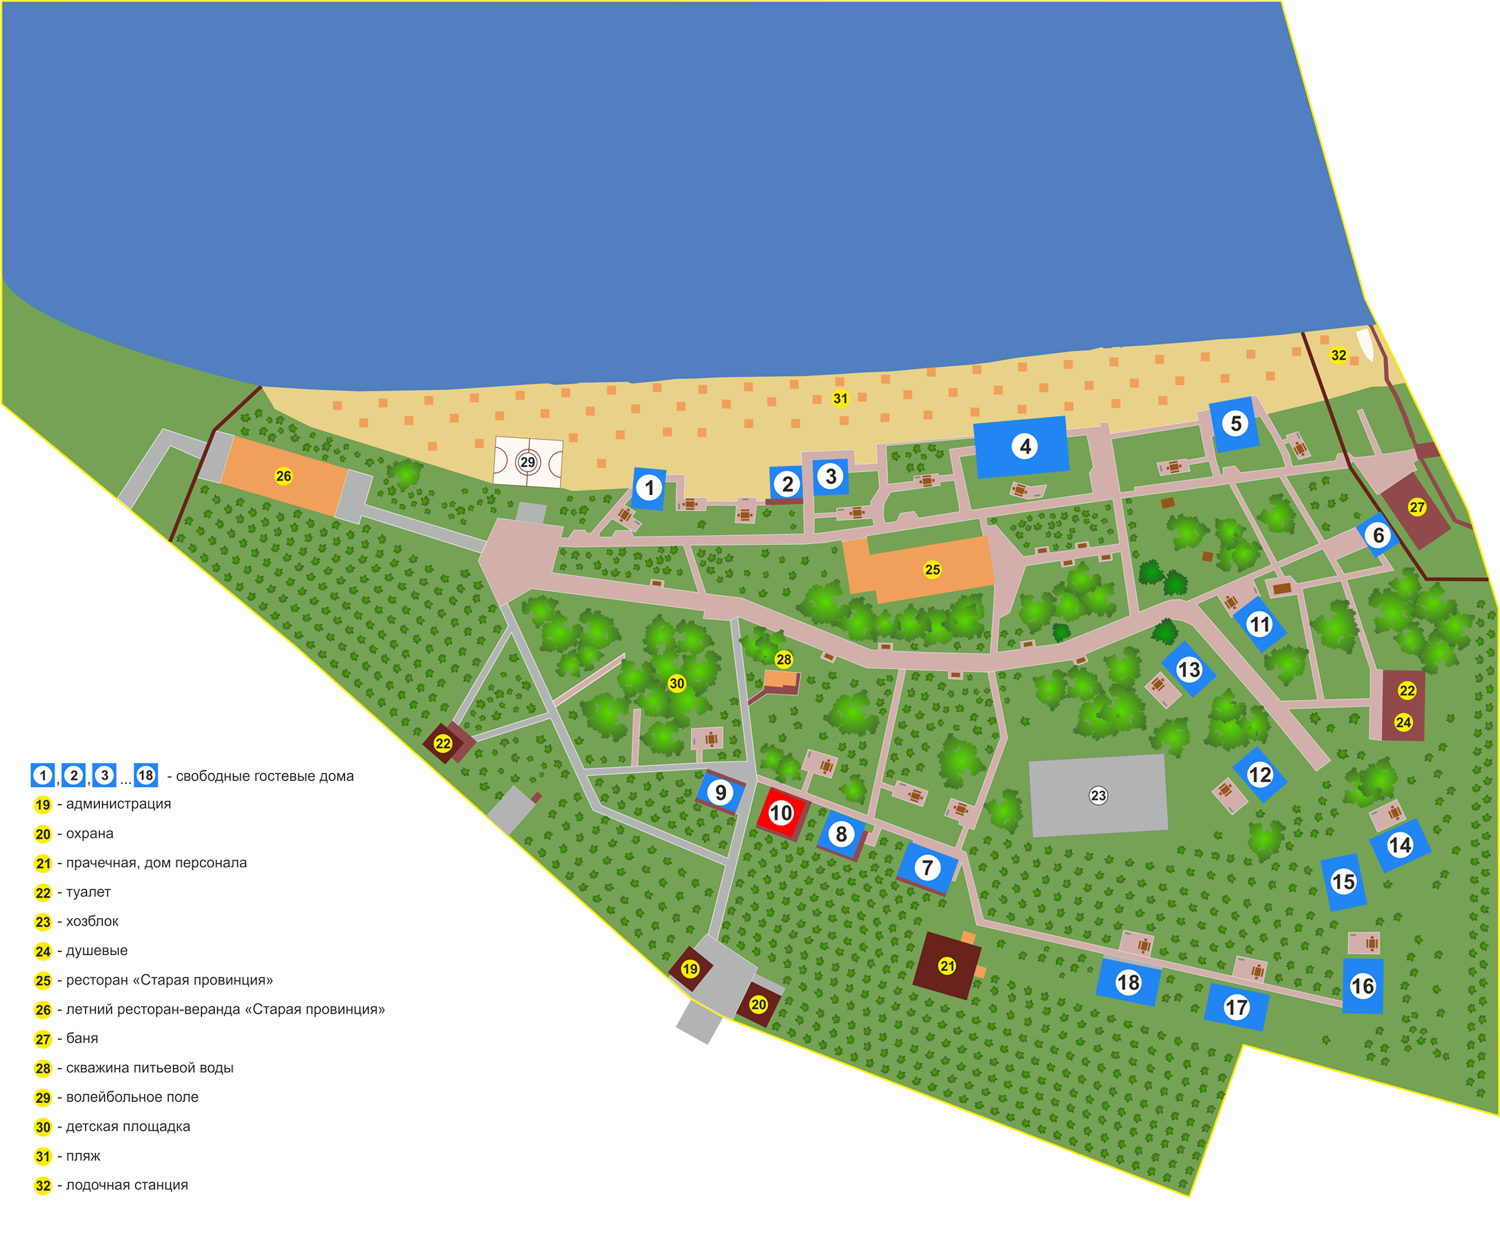 32
31
5
4
29
3
26
1
2
27
6
25
11
28
13
30
22
22
24
12
9
23
10
8
14
7
15
21
19
18
16
20
17
1 , 2 , 3 ... 18 - свободные гостевые дома
19 - администрация
20 - охрана
21 - прачечная, дом персонала
22 - туалет
23 - хозблок
24 - душевые
25 - ресторан «Старая провинция»
26 - летний ресторан-веранда «Старая провинция»
27 - баня
28 - скважина питьевой воды
29 - волейбольное поле
30 - детская площадка
31 - пляж
32 - лодочная станция